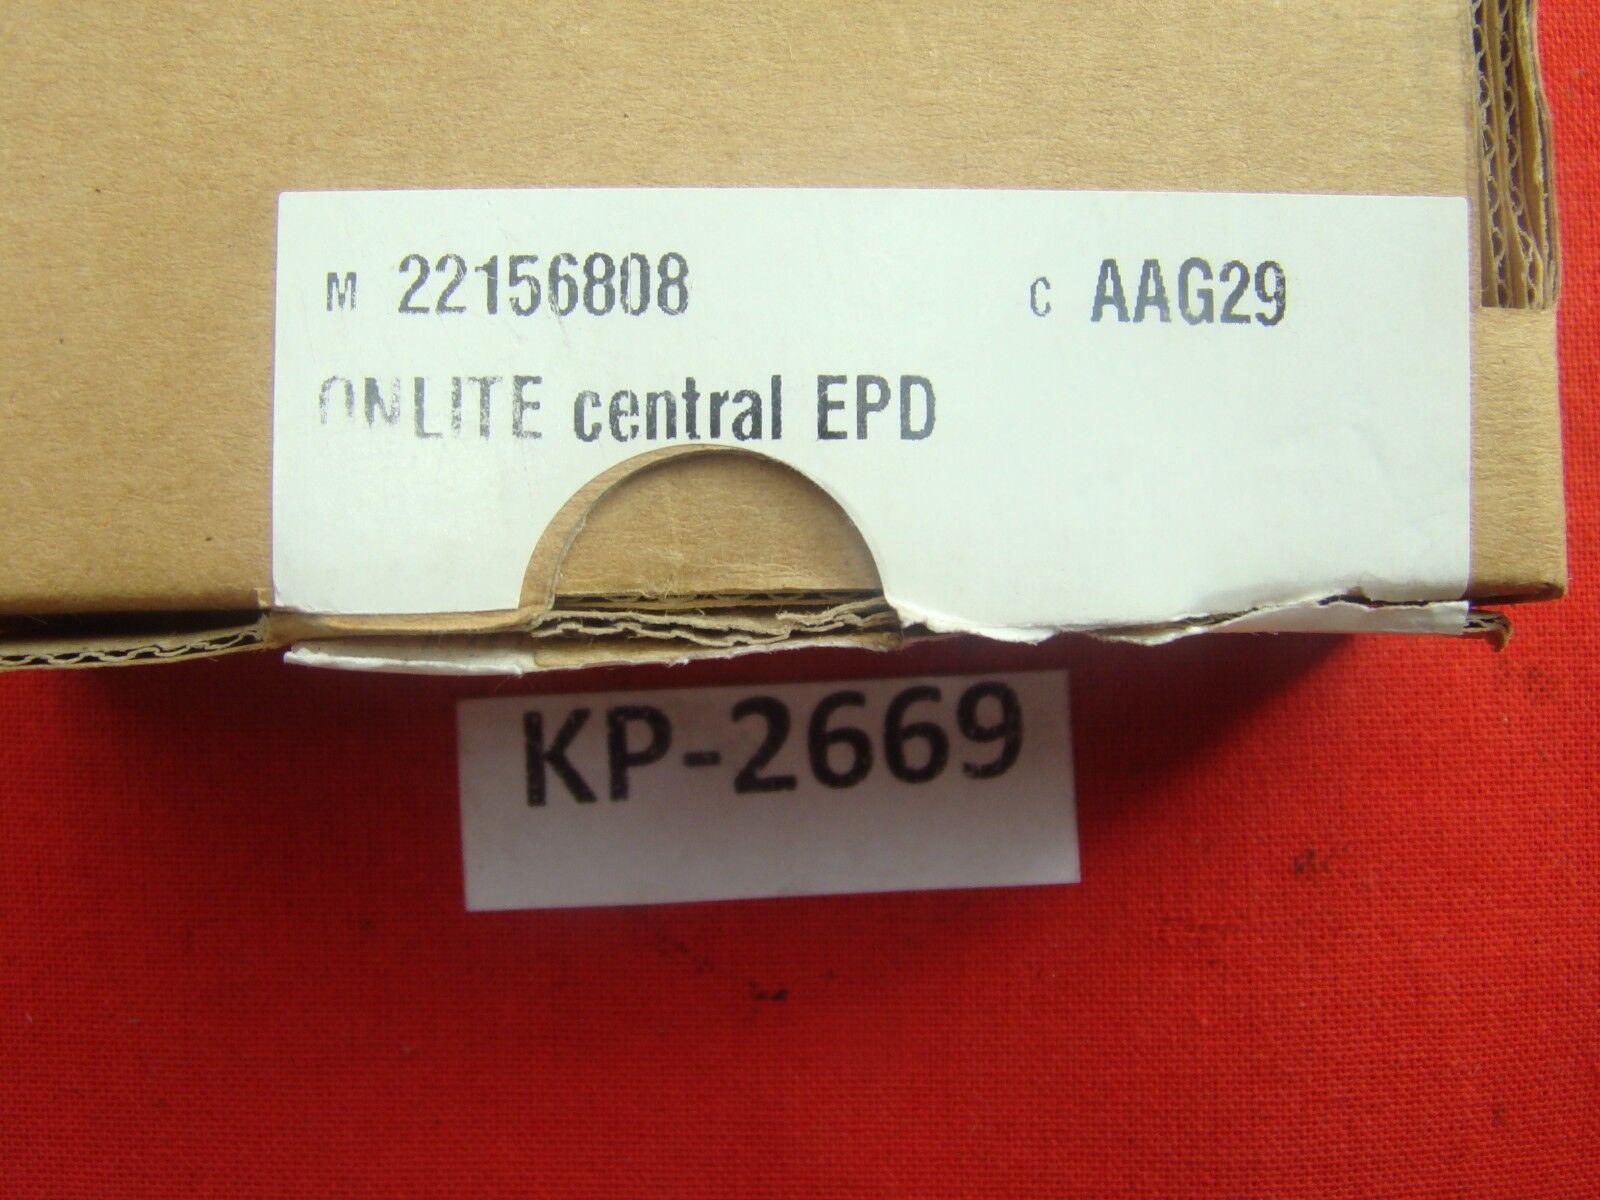 M 22156808 C AAG29
ONLITE central EPD
KP-2669